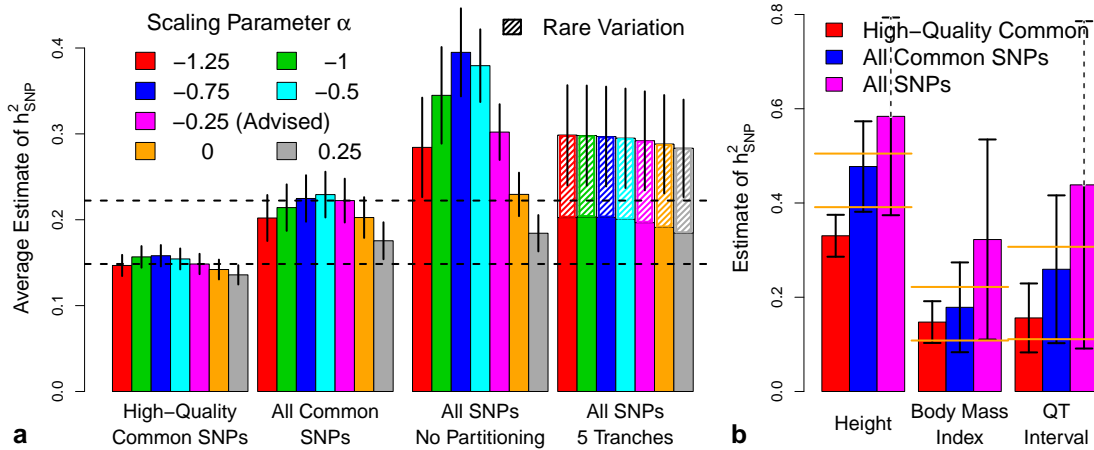 Scaling Parameter α
−1.25
−1
−0.75
−0.5
−0.25 (Advised)
0
0.25
Rare Variation
Average Estimate of h²SNP
0.0
0.1
0.2
0.3
0.4
High−Quality
Common SNPs
All Common
SNPs
All SNPs
No Partitioning
All SNPs
5 Tranches
a
High−Quality Common
All Common SNPs
All SNPs
Estimate of h²SNP
0.0
0.2
0.4
0.6
0.8
Height
Body Mass
Index
QT
Interval
b